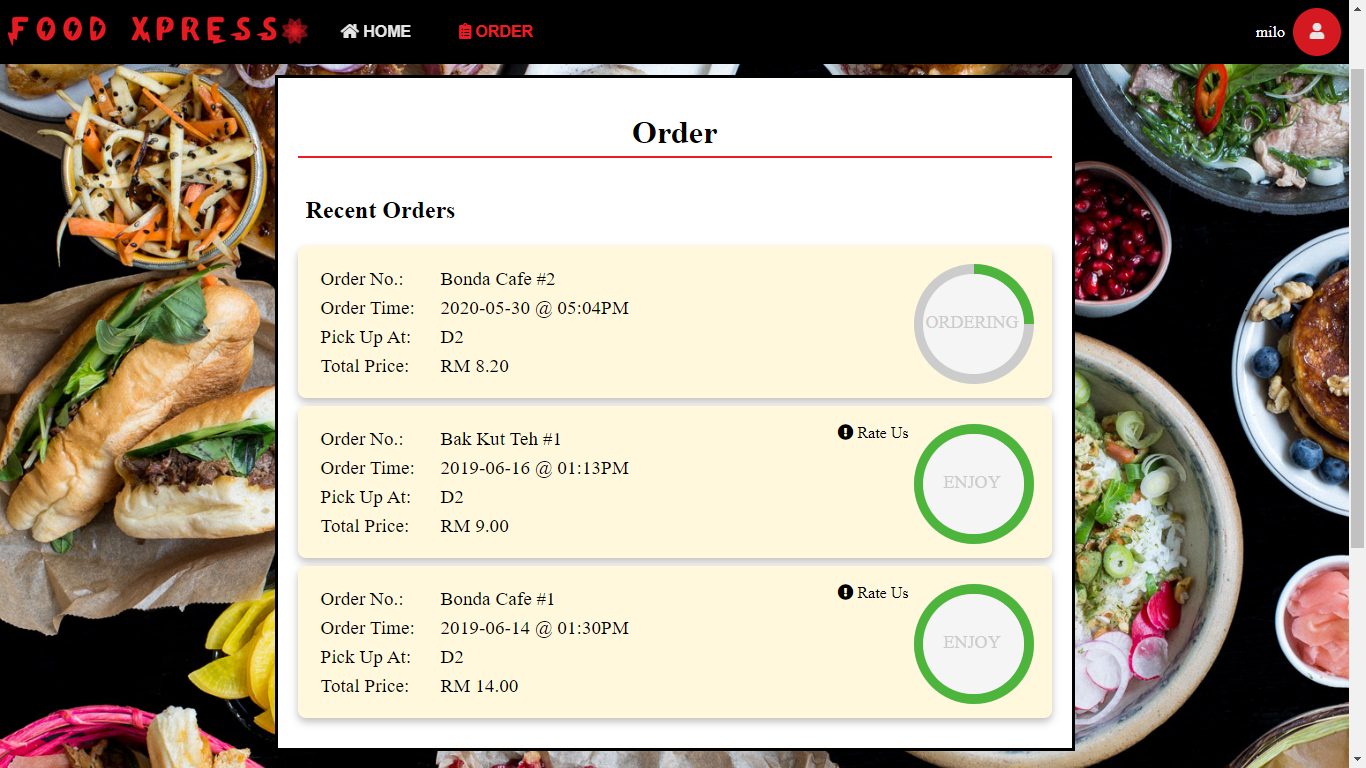 FOOD XPRESS HOME ORDER milo
Order
Recent Orders
Order No.: Bonda Cafe #2
Order Time: 2020-05-30 @ 05:04PM
Pick Up At: D2
Total Price: RM 8.20
ORDERING
Order No.: Bak Kut Teh #1
Order Time: 2019-06-16 @ 01:13PM
Pick Up At: D2
Total Price: RM 9.00
Rate Us
ENJOY
Order No.: Bonda Cafe #1
Order Time: 2019-06-14 @ 01:30PM
Pick Up At: D2
Total Price: RM 14.00
Rate Us
ENJOY